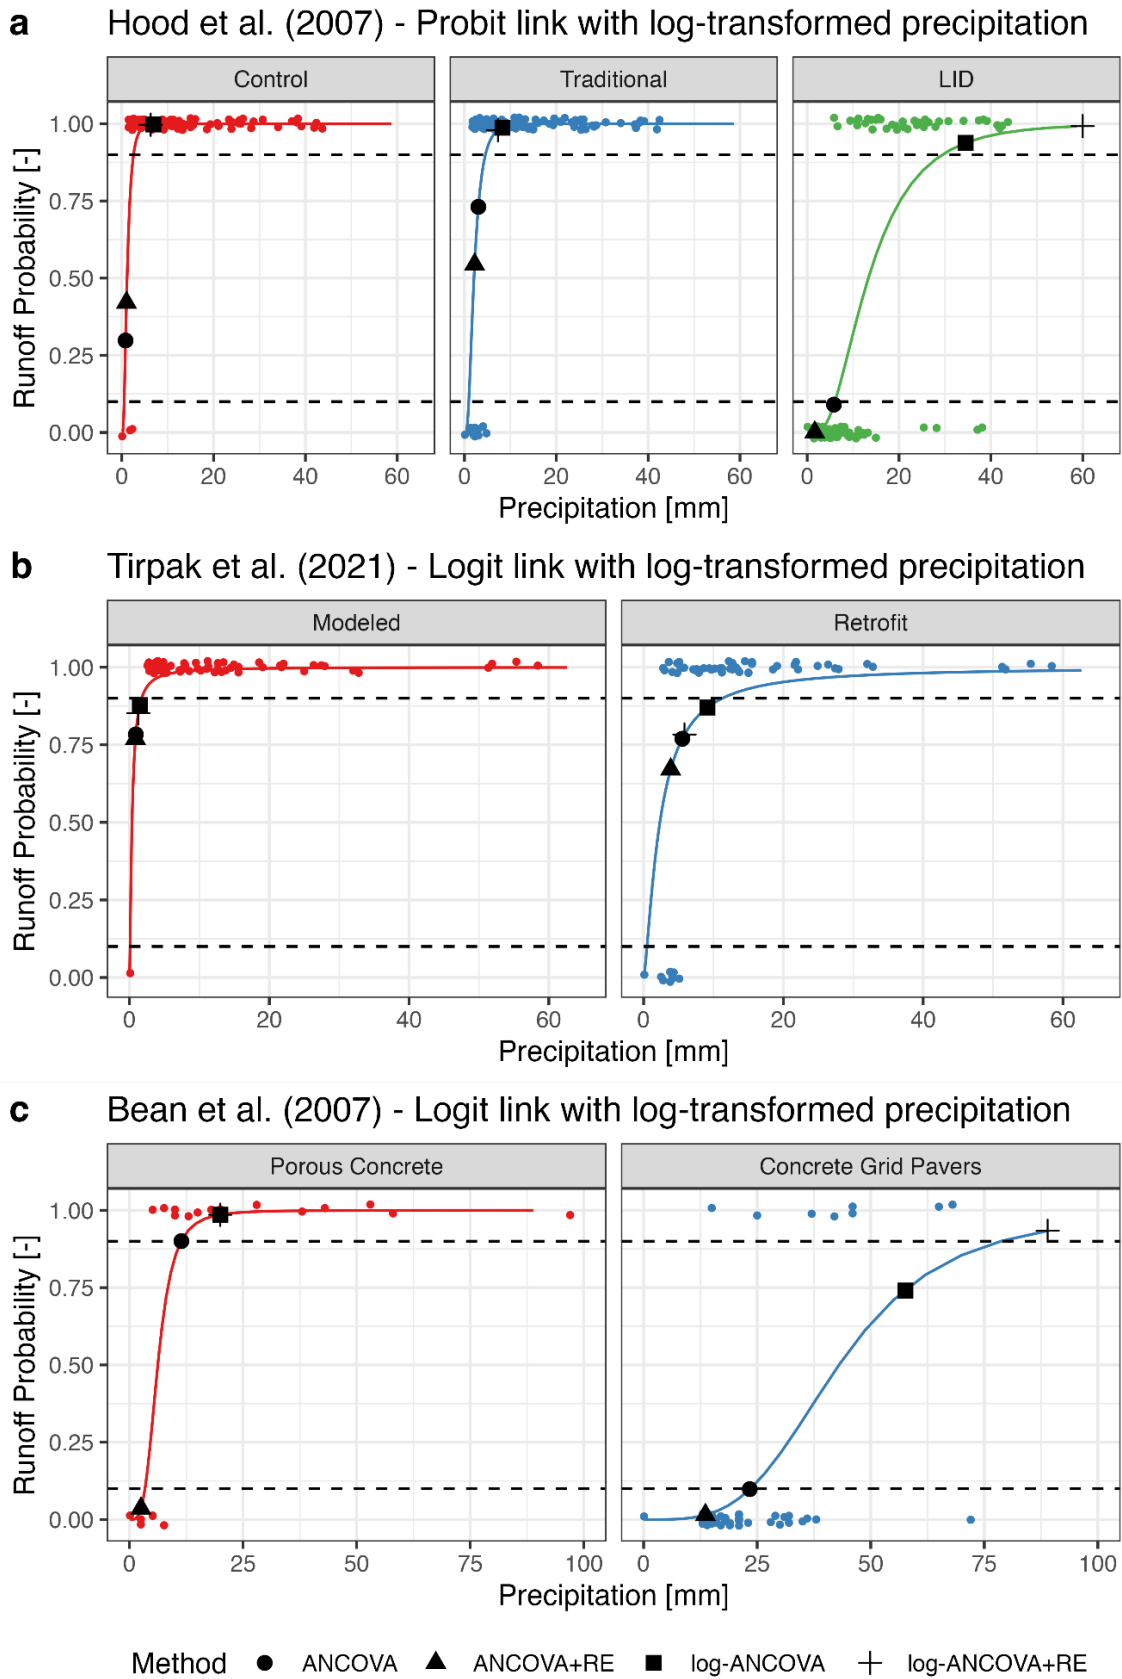 a Hood et al. (2007) - Probit link with log-transformed precipitation
Control Traditional LID
Runoff Probability [-]
1.00
0.75
0.50
0.25
0.00
0 20 40 60 0 20 40 60 0 20 40 60
Precipitation [mm]
b Tirpak et al. (2021) - Logit link with log-transformed precipitation
Modeled Retrofit
Runoff Probability [-]
1.00
0.75
0.50
0.25
0.00
0 20 40 60 0 20 40 60
Precipitation [mm]
c Bean et al. (2007) - Logit link with log-transformed precipitation
Porous Concrete Concrete Grid Pavers
Runoff Probability [-]
1.00
0.75
0.50
0.25
0.00
0 25 50 75 100 0 25 50 75 100
Precipitation [mm]
Method ANCOVA ANCOVA+RE log-ANCOVA log-ANCOVA+RE